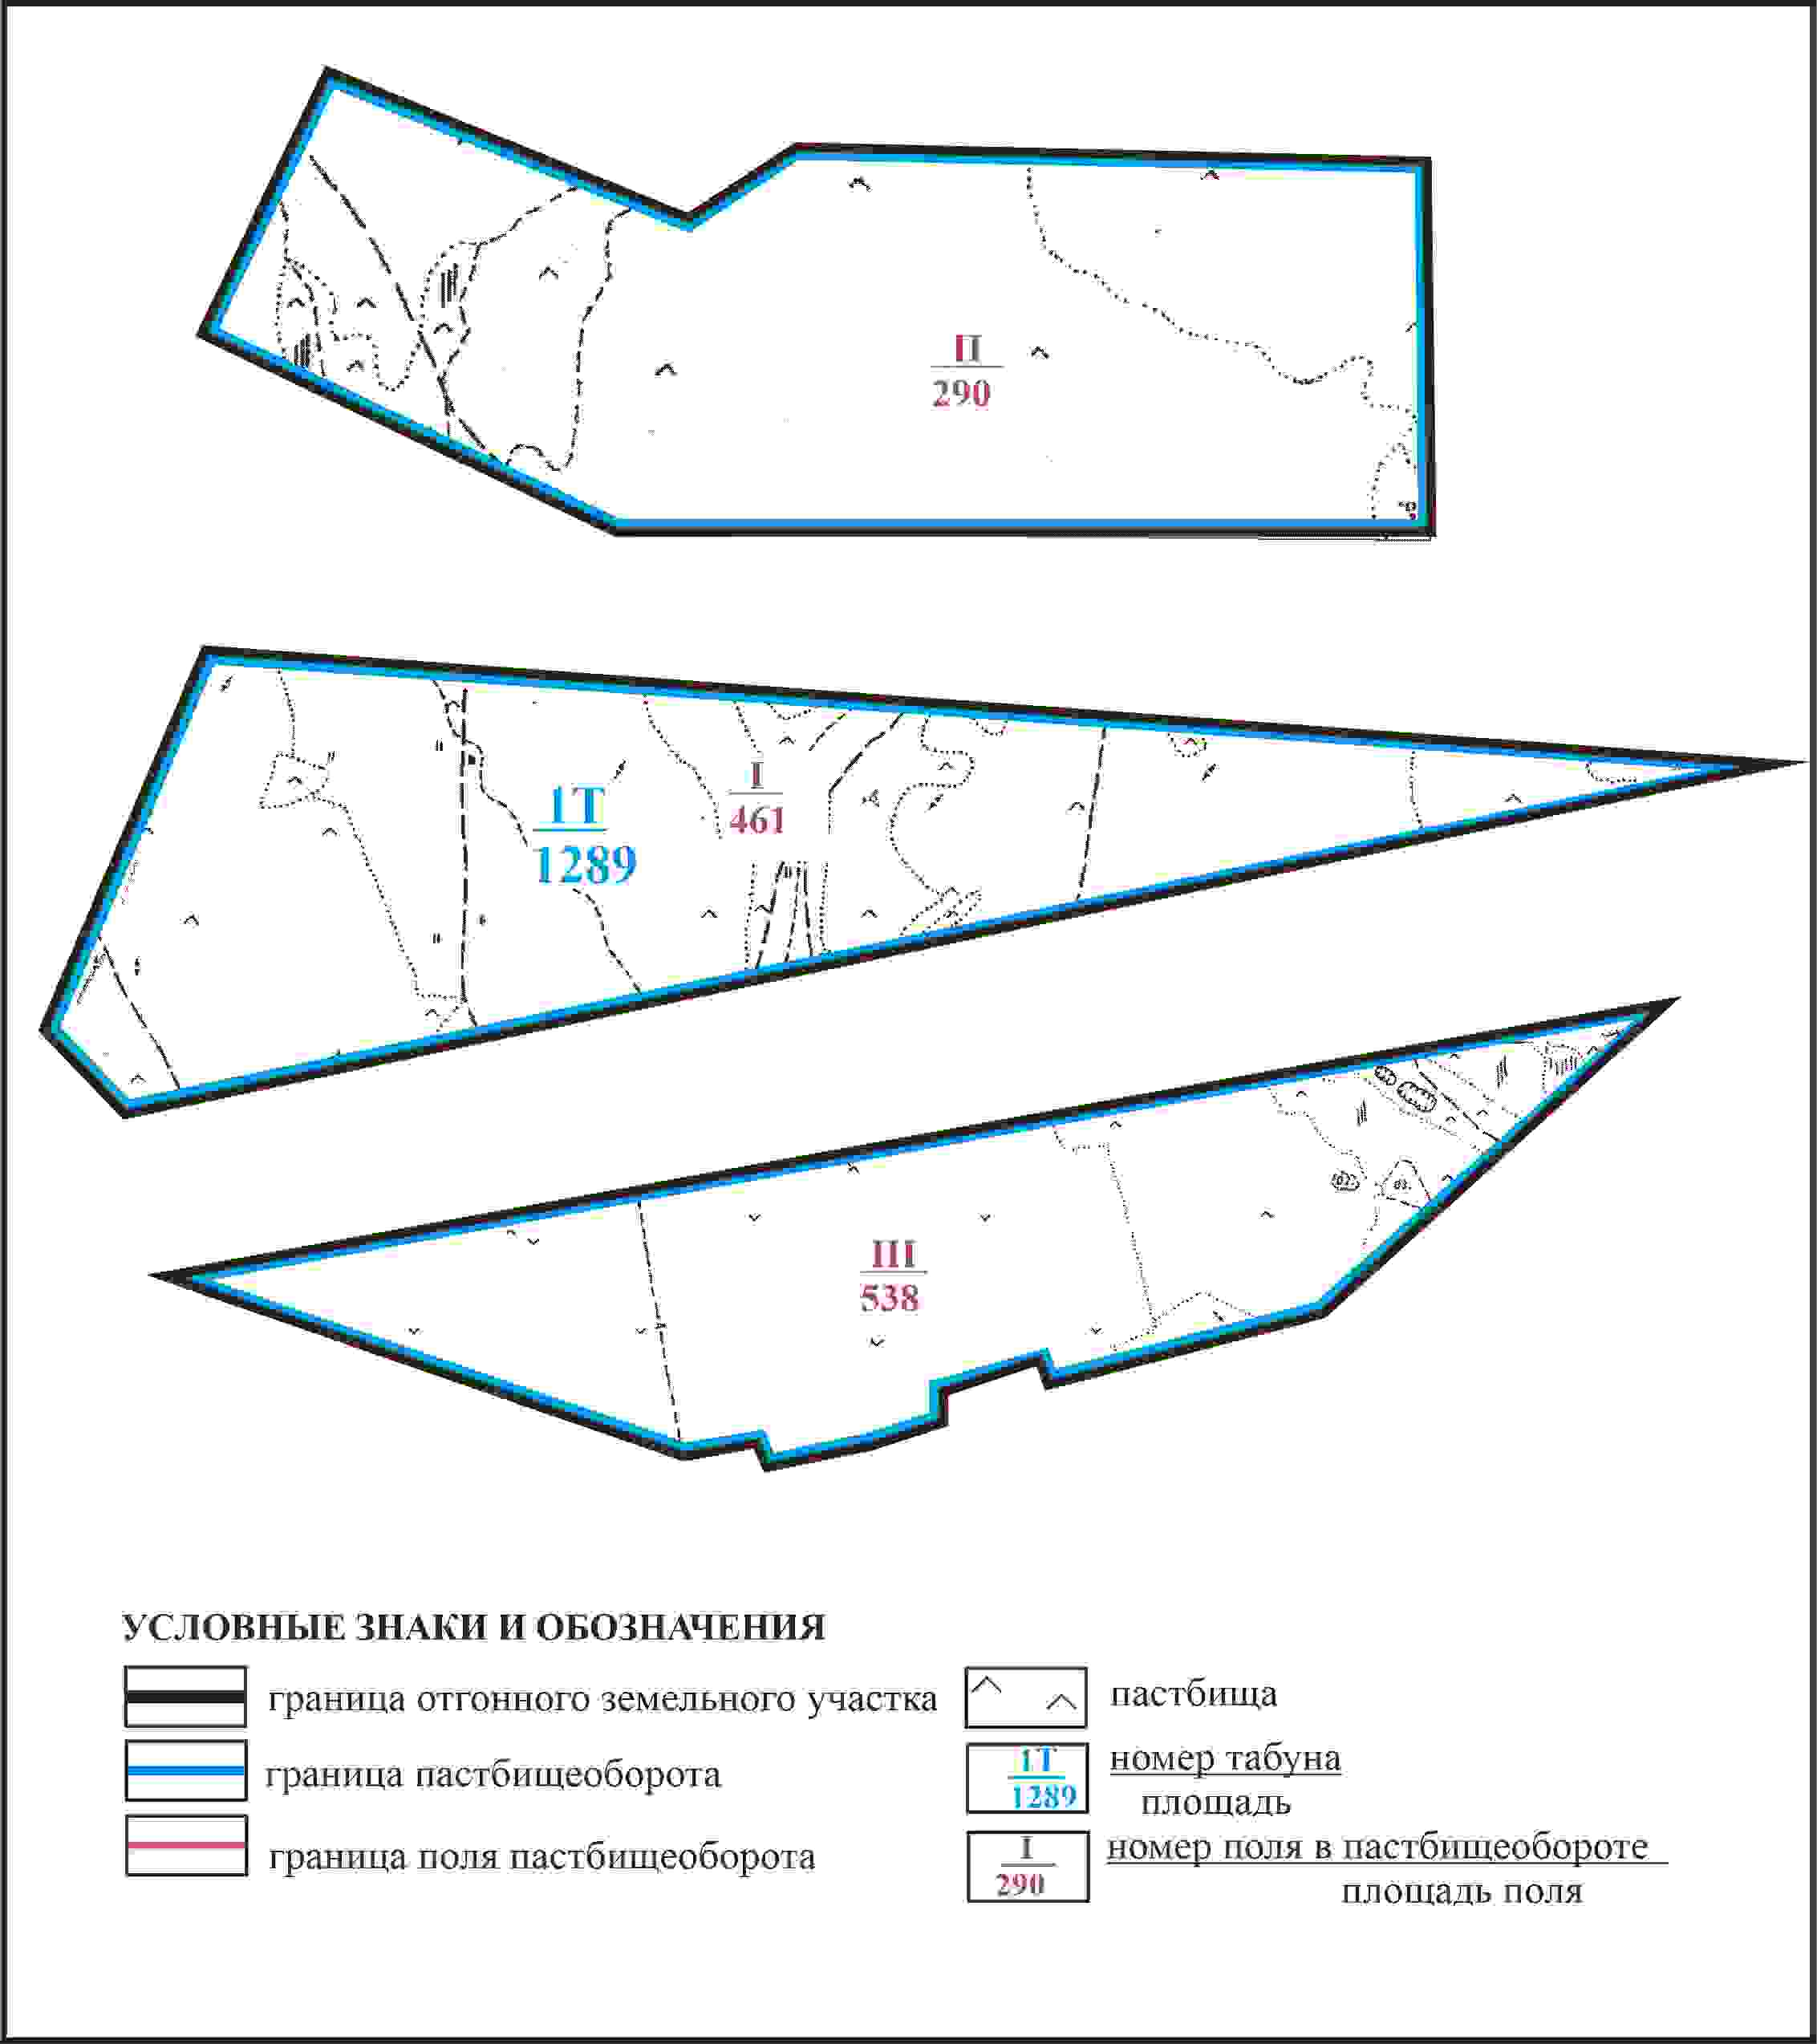 II
290
1Т
1289
I
461
III
538
УСЛОВНЫЕ ЗНАКИ И ОБОЗНАЧЕНИЯ
граница отгонного земельного участка
граница пастбищеоборота
граница поля пастбищеоборота
пастбища
1Т
1289
номер табуна
площадь
I
290
номер поля в пастбищеобороте
площадь поля